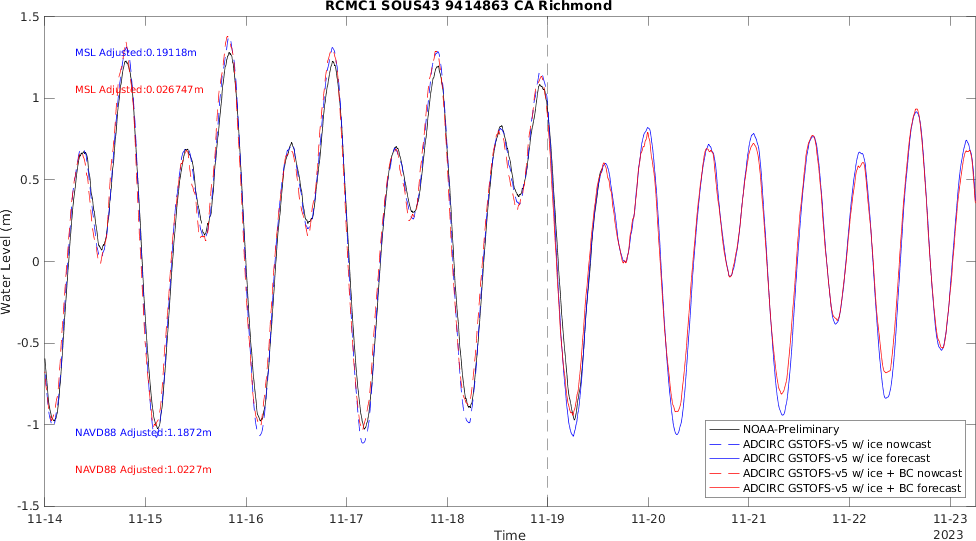 RCMC1 SOUS43 9414863 CA Richmond
1.5
1
0.5
0
-0.5
-1
-1.5
Water Level (m)
MSL Adjusted:0.19118m
MSL Adjusted:0.026747m
NAVD88 Adjusted:1.1872m
NAVD88 Adjusted:1.0227m
NOAA-Preliminary
ADCIRC GSTOFS-v5 w/ ice nowcast
ADCIRC GSTOFS-v5 w/ ice forecast
ADCIRC GSTOFS-v5 w/ ice + BC nowcast
ADCIRC GSTOFS-v5 w/ ice + BC forecast
11-14 11-15 11-16 11-17 11-18 11-19 11-20 11-21 11-22 11-23
Time
2023